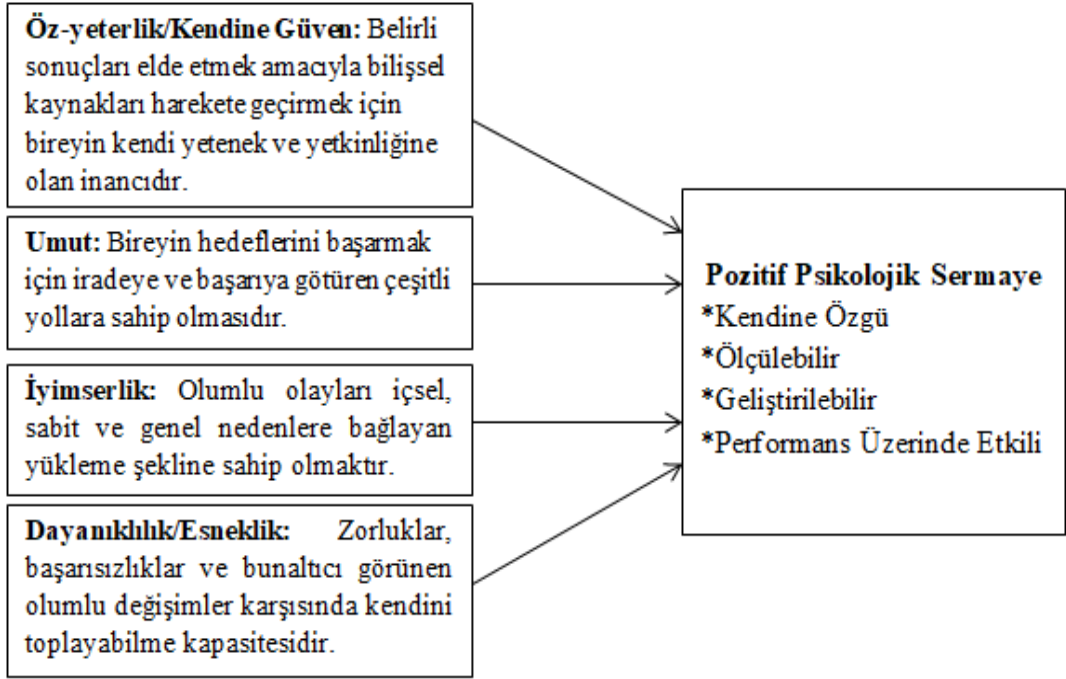 Öz-yeterlik/Kendine Güven: Belirli
sonuçları elde etmek amacıyla bilişsel
kaynakları harekete geçirmek için
bireyin kendi yetenek ve yetkinliğine
olan inancıdır.
Umut: Bireyin hedeflerini başarmak
için iradeye ve başarıya götüren çeşitli
yollara sahip olmasıdır.
İyimserlik: Olumlu olayları içsel,
sabit ve genel nedenlere bağlayan
yükleme şekline sahip olmaktır.
Dayanıklılık/Esneklik: Zorluklar,
başarısızlıklar ve bunaltıcı görünen
olumlu değişimler karşısında kendini
toplayabilme kapasitesidir.
Pozitif Psikolojik Sermaye
*Kendine Özgü
*Ölçülebilir
*Geliştirilebilir
*Performans Üzerinde Etkili